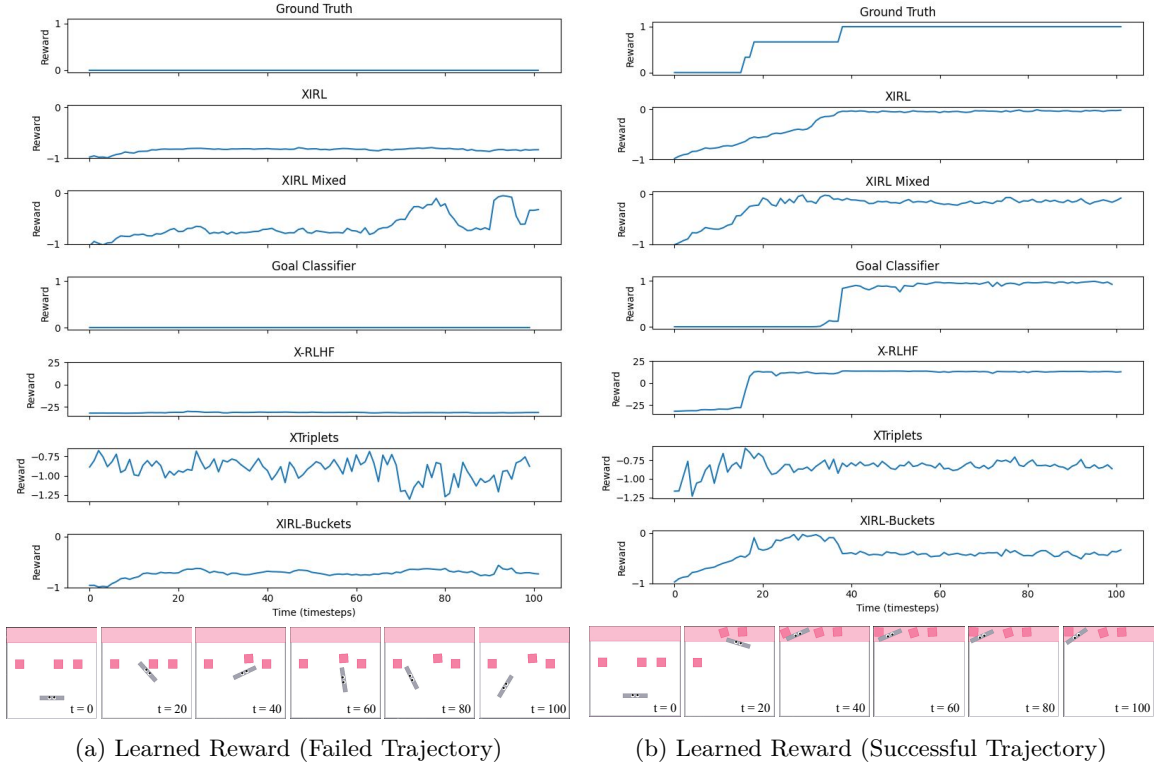 Ground Truth
1
Reward
0
XIRL
0
Reward
−1
XIRL Mixed
0
Reward
−1
Goal Classifier
1
Reward
0
X-RLHF
25
0
Reward
−25
XTriplets
−0.75
−1.00
Reward
−1.25
XIRL-Buckets
0
Reward
−1
0 20 40 60 80 100
Time (timesteps)
t = 0 t = 20 t = 40 t = 60 t = 80 t = 100
(a) Learned Reward (Failed Trajectory)
Ground Truth
1
Reward
0
XIRL
0
Reward
−1
XIRL Mixed
0
Reward
−1
Goal Classifier
1
Reward
0
X-RLHF
25
0
Reward
−25
XTriplets
−0.75
−1.00
Reward
−1.25
XIRL-Buckets
0
Reward
−1
0 20 40 60 80 100
Time (timesteps)
t = 0 t = 20 t = 40 t = 60 t = 80 t = 100
(b) Learned Reward (Successful Trajectory)